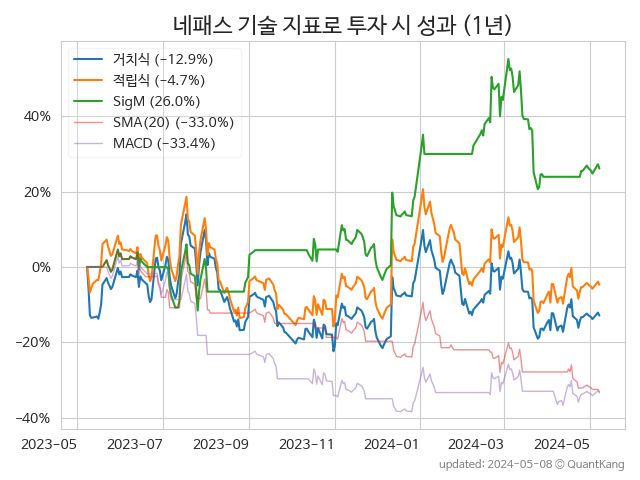 네패스 기술 지표로 투자 시 성과 (1년)
거치식 (−12.9%)
적립식 (−4.7%)
SigM (26.0%)
SMA(20) (−33.0%)
MACD (−33.4%)
40%
20%
0%
−20%
−40%
2023-05 2023-07 2023-09 2023-11 2024-01 2024-03 2024-05
updated: 2024-05-08 © QuantKang